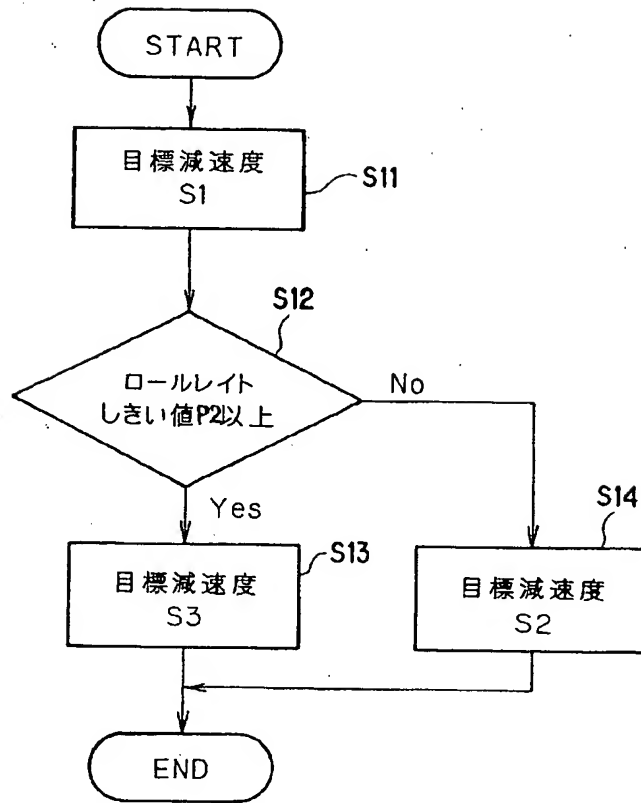 START
目標減速度
S1
S11
S12
ロールレイト
しきい値P2以上
No
Yes
S13
目標減速度
S3
S14
目標減速度
S2
END